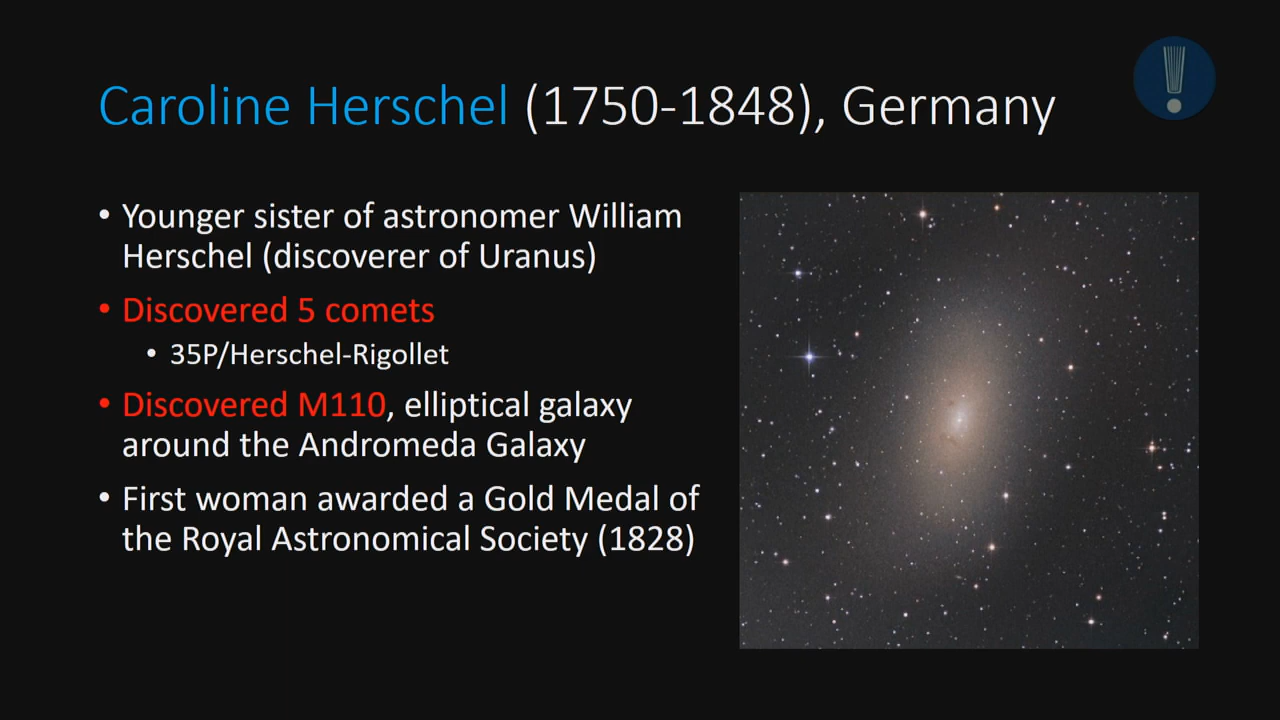 Caroline Herschel (1750-1848), Germany
• Younger sister of astronomer William
Herschel (discoverer of Uranus)
• Discovered 5 comets
• 35P/Herschel-Rigollet
• Discovered M110, elliptical galaxy
around the Andromeda Galaxy
• First woman awarded a Gold Medal of
the Royal Astronomical Society (1828)